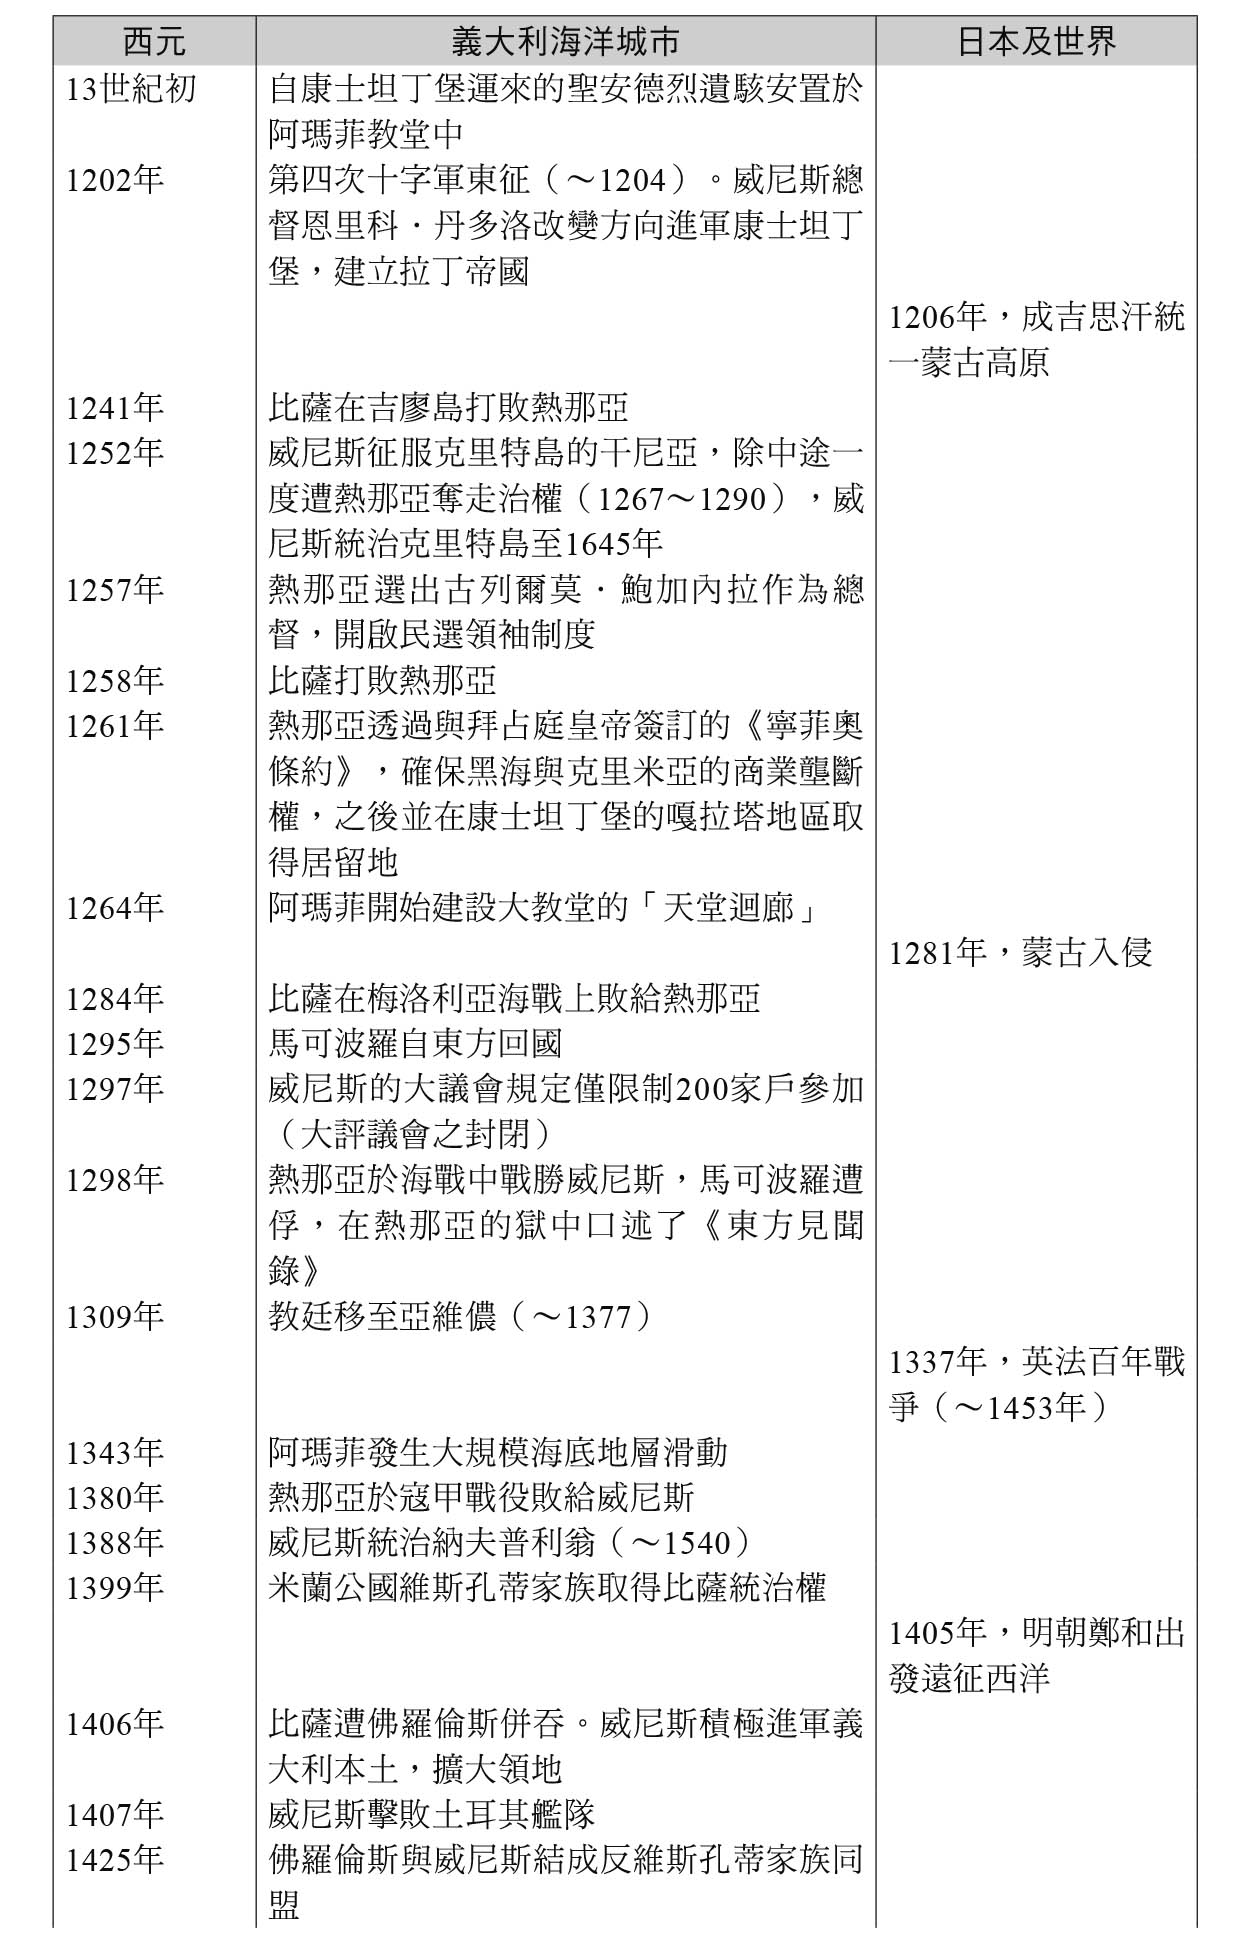 西元 義大利海洋城市 日本及世界
13世紀初 自康士坦丁堡運來的聖安德烈遺駭安置於
阿瑪菲教堂中
1202年 第四次十字軍東征（～1204）。威尼斯總
督恩里科．丹多洛改變方向進軍康士坦丁
堡，建立拉丁帝國
1206年，成吉思汗統
一蒙古高原
1241年 比薩在吉廖島打敗熱那亞
1252年 威尼斯征服克里特島的干尼亞，除中途一
度遭熱那亞奪走治權（1267～1290），威
尼斯統治克里特島至1645年
1257年 熱那亞選出古列爾莫．鮑加內拉作為總
督，開啟民選領袖制度
1258年 比薩打敗熱那亞
1261年 熱那亞透過與拜占庭皇帝簽訂的《寧菲奧
條約》，確保黑海與克里米亞的商業壟斷
權，之後並在康士坦丁堡的嘎拉塔地區取
得居留地
1264年 阿瑪菲開始建設大教堂的「天堂迴廊」
1281年，蒙古入侵
1284年 比薩在梅洛利亞海戰上敗給熱那亞
1295年 馬可波羅自東方回國
1297年 威尼斯的大議會規定僅限制200家戶參加
（大評議會之封閉）
1298年 熱那亞於海戰中戰勝威尼斯，馬可波羅遭
俘，在熱那亞的獄中口述了《東方見聞
錄》
1309年 教廷移至亞維儂（～1377）
1337年，英法百年戰
爭（～1453年）
1343年 阿瑪菲發生大規模海底地層滑動
1380年 熱那亞於寇甲戰役敗給威尼斯
1388年 威尼斯統治納夫普利翁（～1540）
1399年 米蘭公國維斯孔蒂家族取得比薩統治權
1405年，明朝鄭和出
發遠征西洋
1406年 比薩遭佛羅倫斯併吞。威尼斯積極進軍義
大利本土，擴大領地
1407年 威尼斯擊敗土耳其艦隊
1425年 佛羅倫斯與威尼斯結成反維斯孔蒂家族同
盟